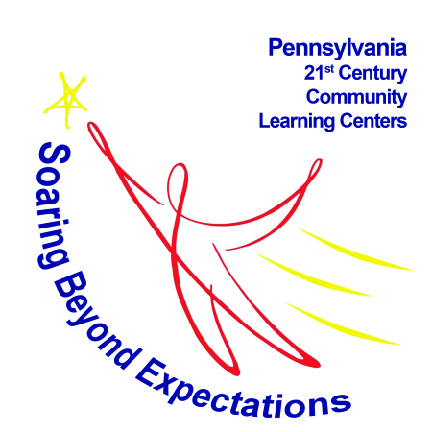 Pennsylvania
21st Century
Community
Learning Centers
Soaring Beyond Expectations